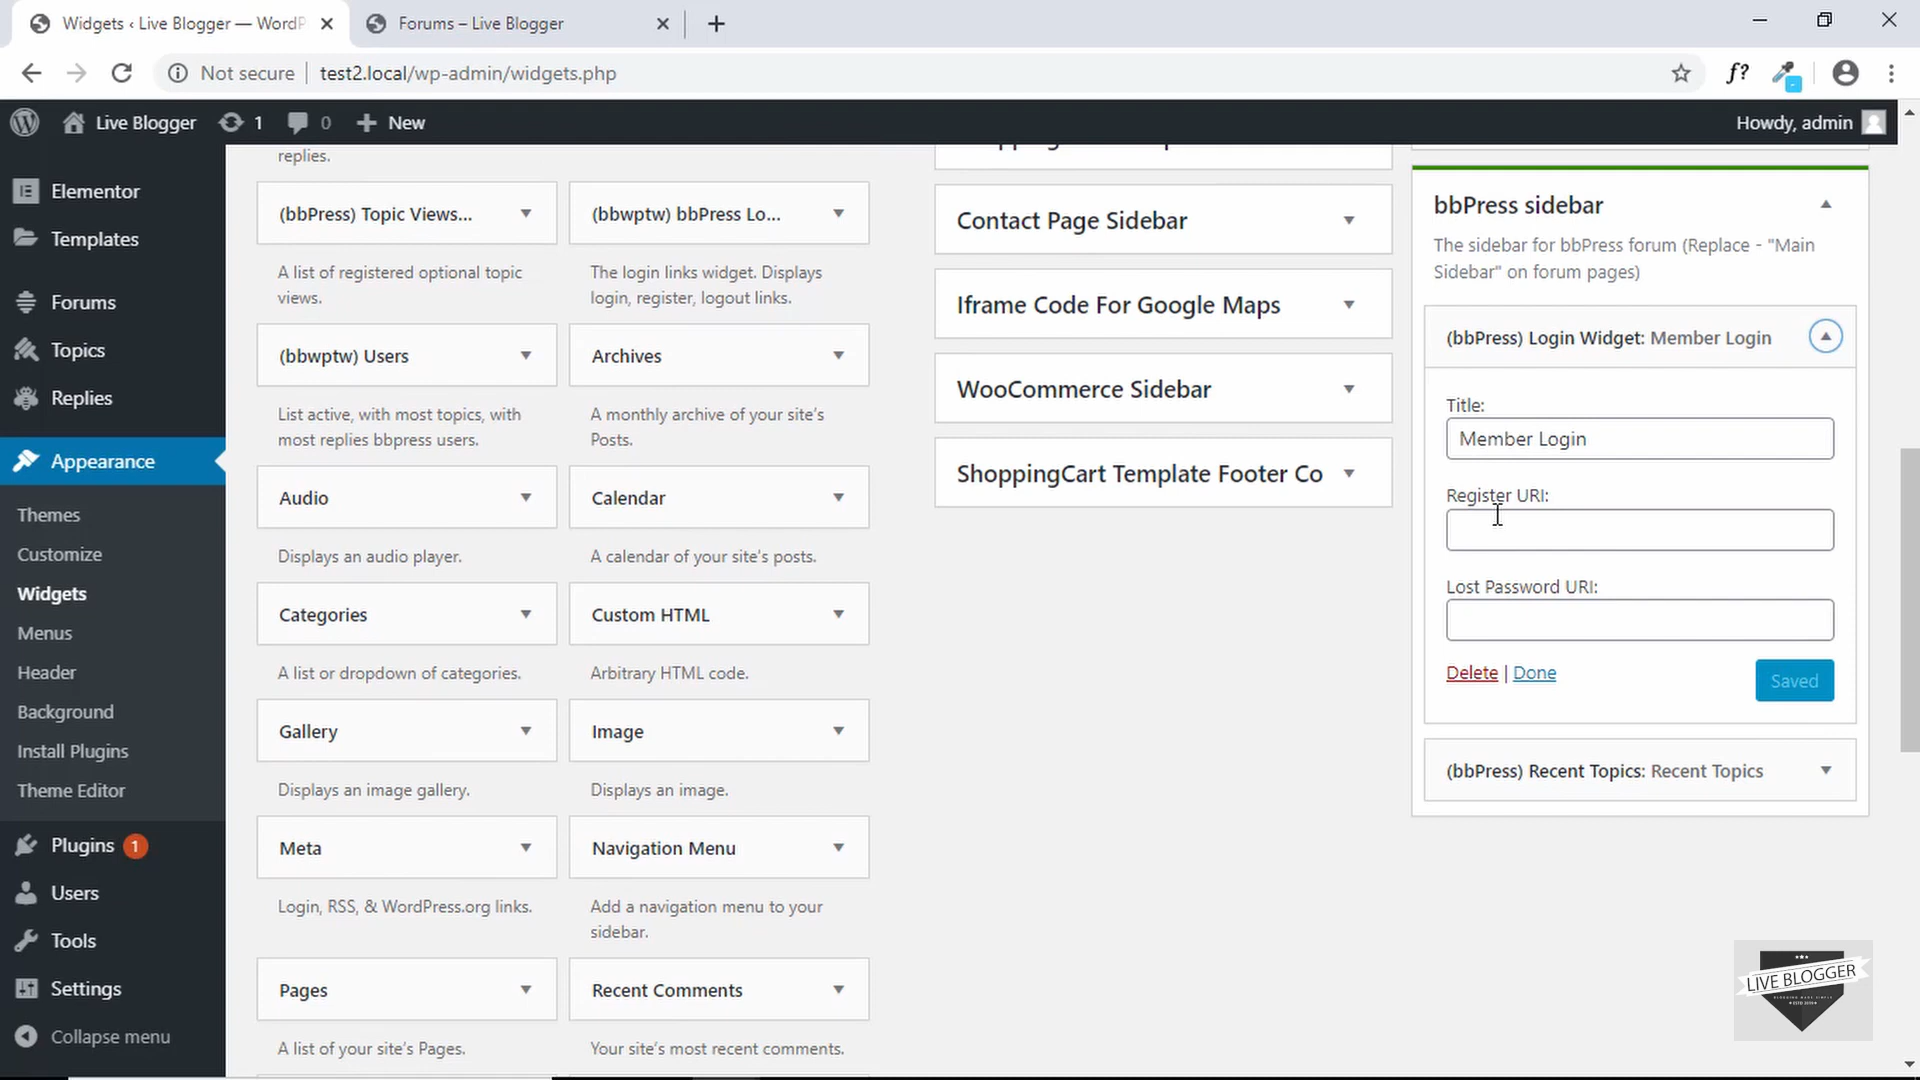 Widgets ‹ Live Blogger — WordP
Forums – Live Blogger
Not secure
test2.local/wp-admin/widgets.php
f?
Live Blogger
1
0
New
Howdy, admin
Elementor
Templates
Forums
Topics
Replies
Appearance
Themes
Customize
Widgets
Menus
Header
Background
Install Plugins
Theme Editor
Plugins 1
Users
Tools
Settings
Collapse menu
replies.
(bbPress) Topic Views...
A list of registered optional topic
views.
(bbwptw) Users
List active, with most topics, with
most replies bbpress users.
Audio
Displays an audio player.
Categories
A list or dropdown of categories.
Gallery
Displays an image gallery.
Meta
Login, RSS, & WordPress.org links.
Pages
A list of your site's Pages.
(bbwptw) bbPress Lo...
The login links widget. Displays
login, register, logout links.
Archives
A monthly archive of your site's
Posts.
Calendar
A calendar of your site's posts.
Custom HTML
Arbitrary HTML code.
Image
Displays an image.
Navigation Menu
Add a navigation menu to your
sidebar.
Recent Comments
Your site's most recent comments.
Contact Page Sidebar
Iframe Code For Google Maps
WooCommerce Sidebar
ShoppingCart Template Footer Co
bbPress sidebar
The sidebar for bbPress forum (Replace - "Main
Sidebar" on forum pages)
(bbPress) Login Widget: Member Login
Title:
Member Login
Register URI:
Lost Password URI:
Delete | Done
Saved
(bbPress) Recent Topics: Recent Topics
LIVE BLOGGER